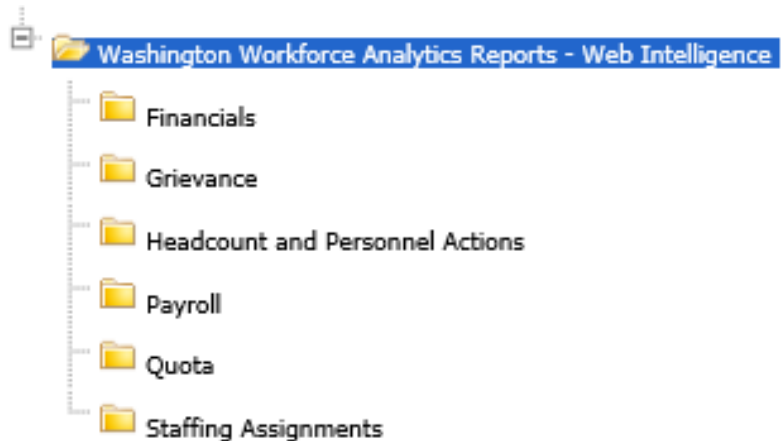 Washington Workforce Analytics Reports - Web Intelligence
Financials
Grievance
Headcount and Personnel Actions
Payroll
Quota
Staffing Assignments